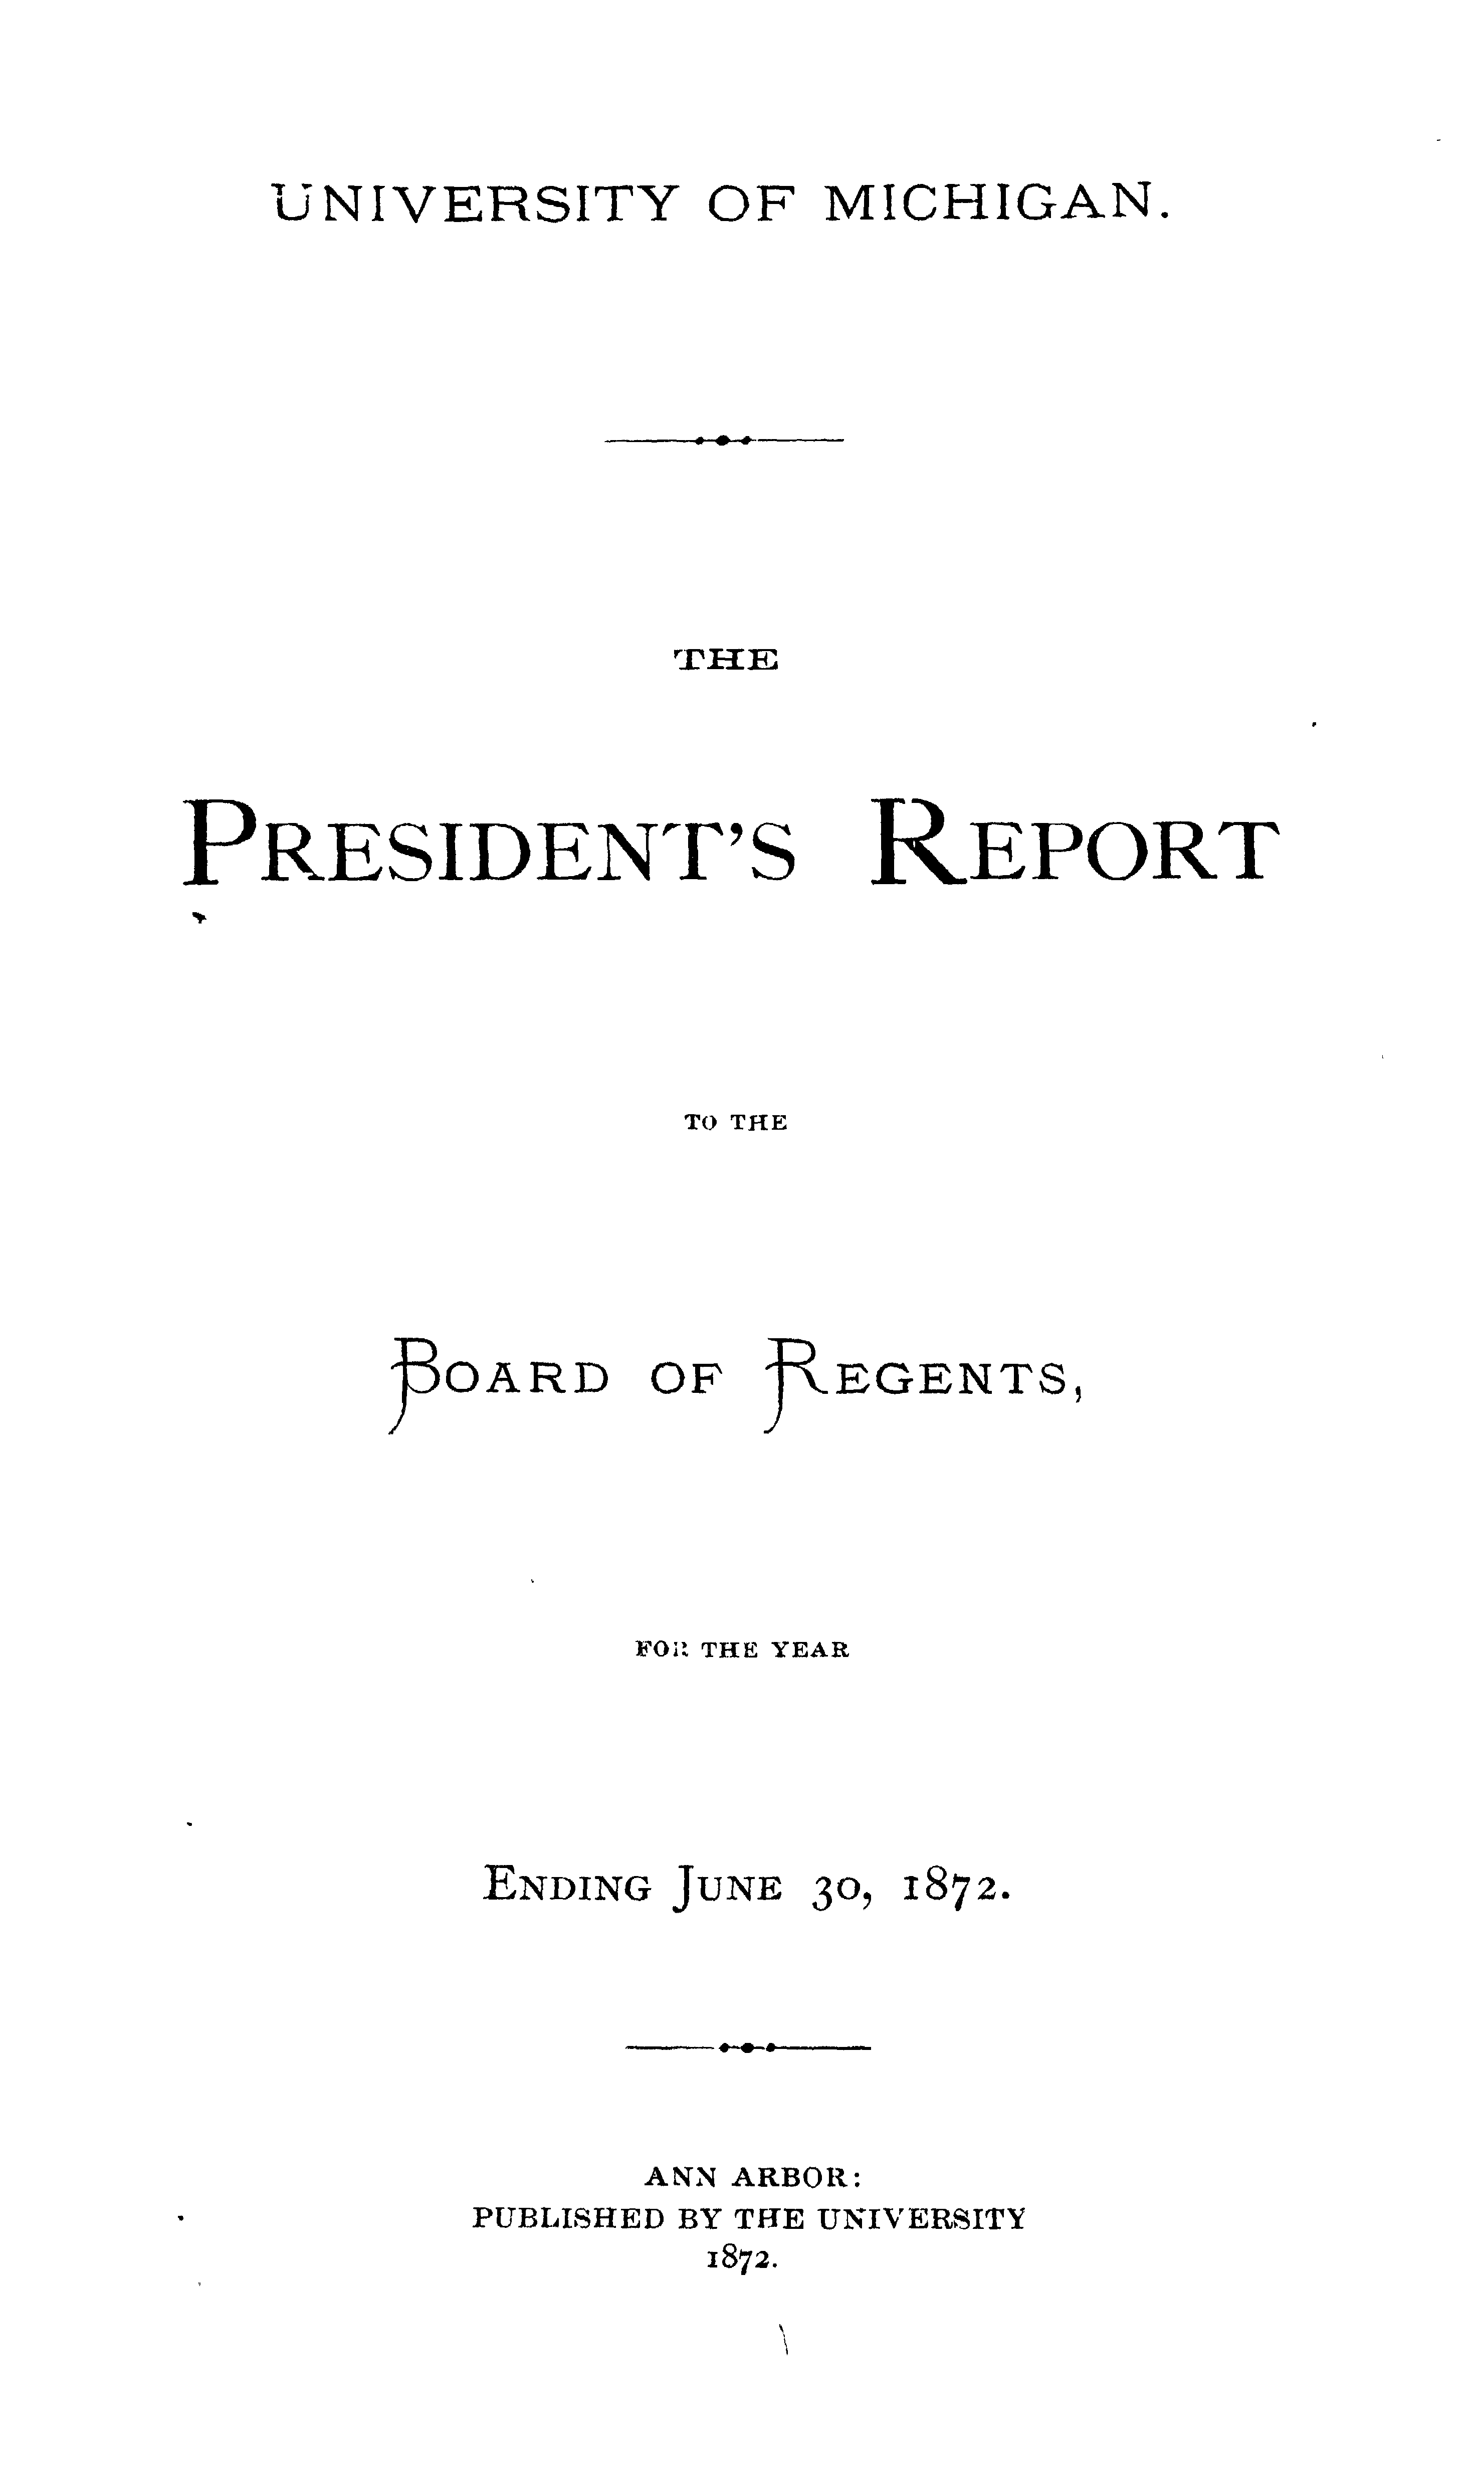 UNIVERSITY OF MICHIGAN.
THE
PRESIDENT'S REPORT
TO THE
BOARD OF REGENTS,
FOR THE YEAR
ENDING JUNE 30, 1872.
ANN ARBOR:
PUBLISHED BY THE UNIVERSITY
1872.